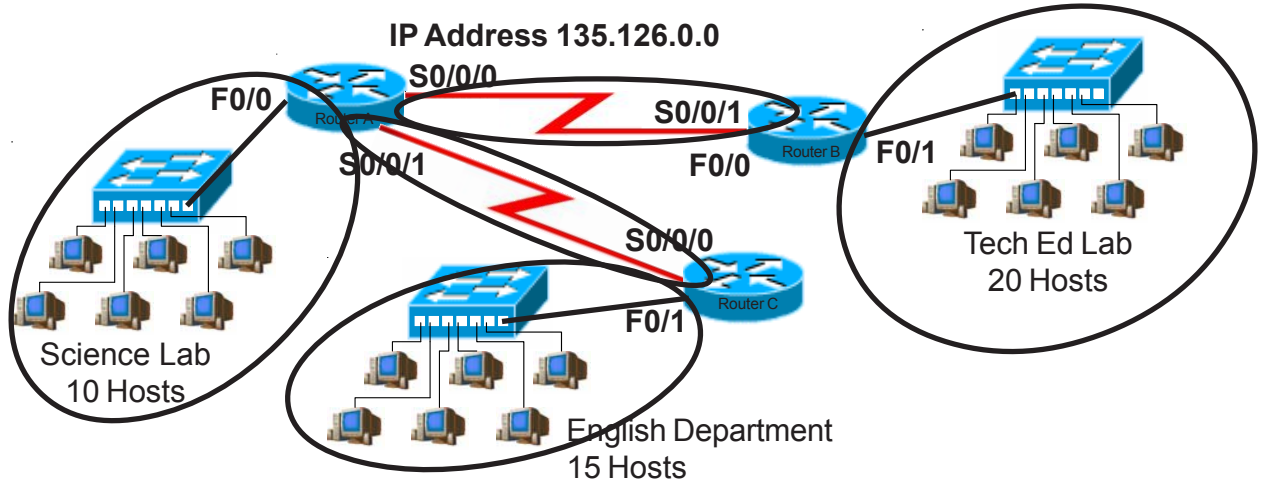 IP Address 135.126.0.0
S0/0/0
F0/0
Router A
S0/0/1
S0/0/1
F0/0
Router B
F0/1
Tech Ed Lab
20 Hosts
S0/0/0
Router C
F0/1
Science Lab
10 Hosts
English Department
15 Hosts